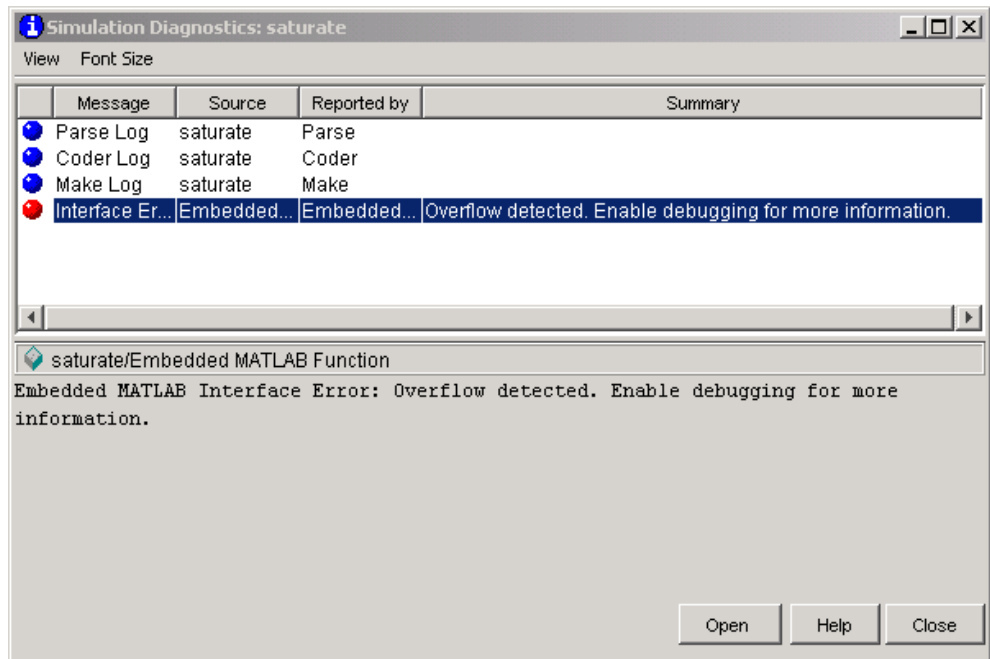 Simulation Diagnostics: saturate
View Font Size
Message Source Reported by Summary
Parse Log saturate Parse
Coder Log saturate Coder
Make Log saturate Make
Interface Er... Embedded... Embedded... Overflow detected. Enable debugging for more information.
saturate/Embedded MATLAB Function
Embedded MATLAB Interface Error: Overflow detected. Enable debugging for more
information.
Open Help Close